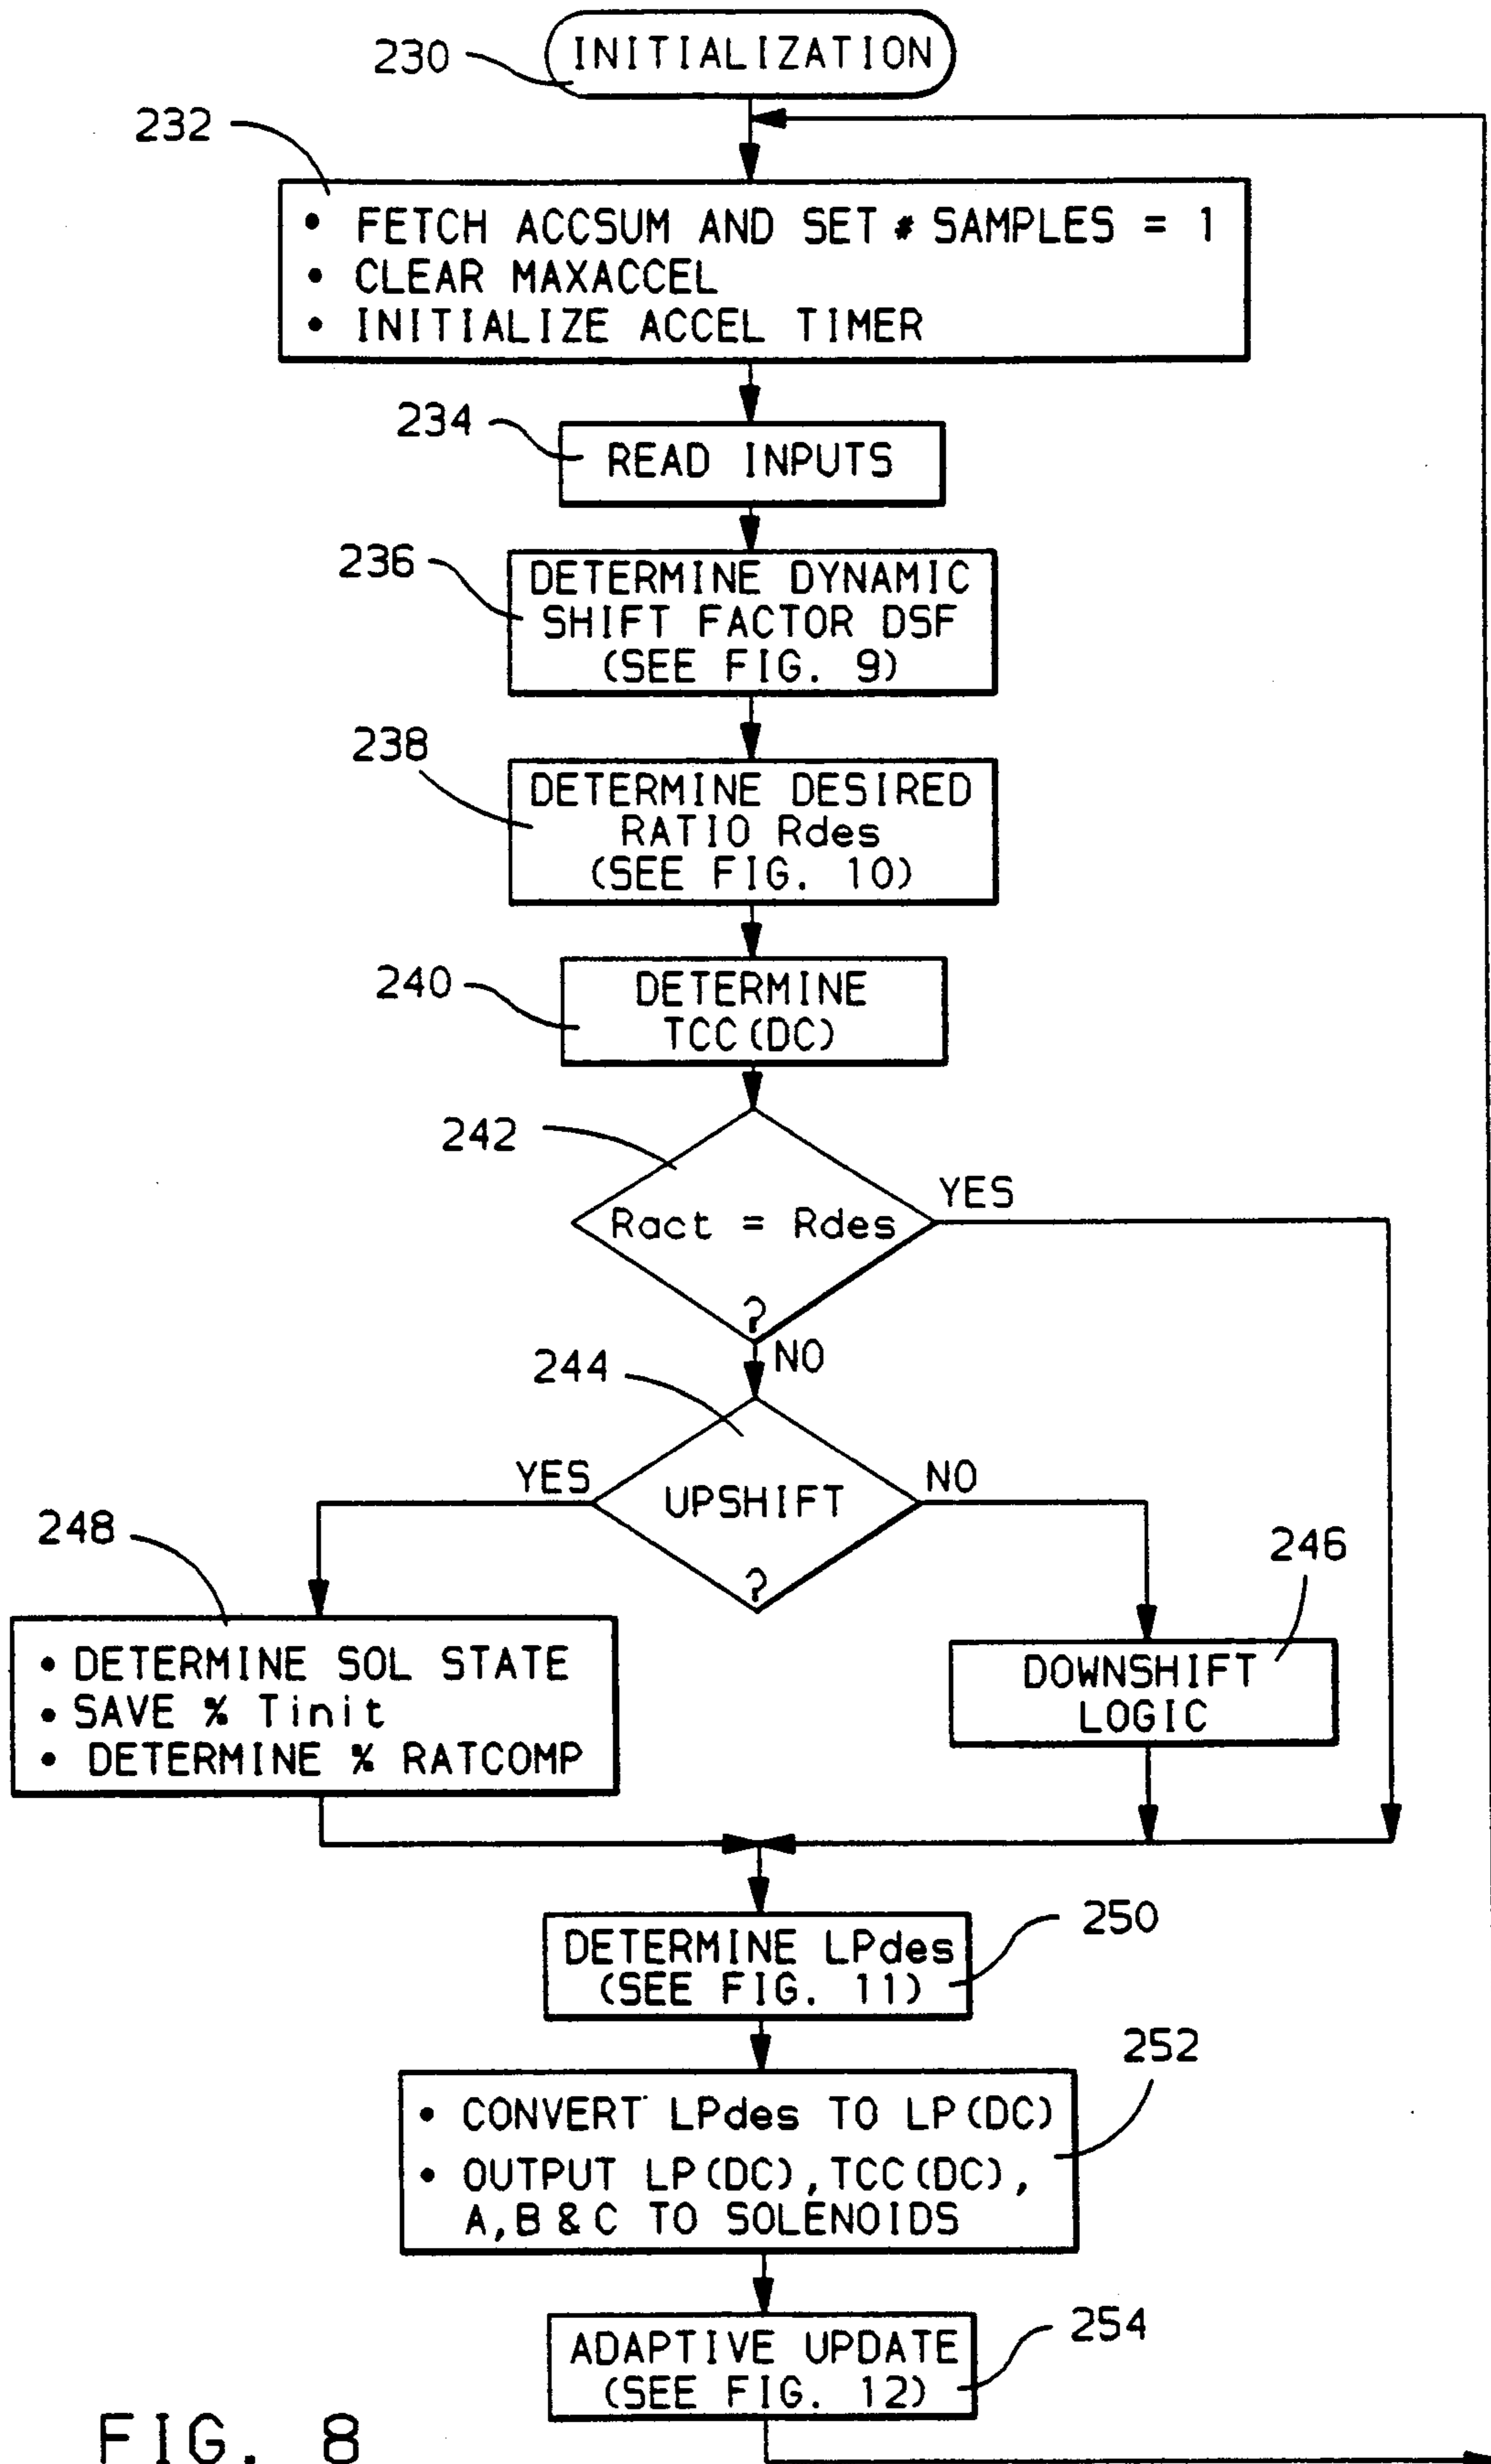 230
INITIALIZATION
232
• FETCH ACCSUM AND SET # SAMPLES = 1
• CLEAR MAXACCEL
• INITIALIZE ACCEL TIMER
234
READ INPUTS
236
DETERMINE DYNAMIC
SHIFT FACTOR DSF
(SEE FIG. 9)
238
DETERMINE DESIRED
RATIO Rdes
(SEE FIG. 10)
240
DETERMINE
TCC(DC)
242
YES
Ract = Rdes
?
NO
244
YES
NO
UPSHIFT
?
248
246
• DETERMINE SOL STATE
• SAVE % Tinit
• DETERMINE % RATCOMP
DOWNSHIFT
LOGIC
250
DETERMINE LPdes
(SEE FIG. 11)
252
• CONVERT LPdes TO LP(DC)
• OUTPUT LP(DC), TCC(DC),
A, B & C TO SOLENOIDS
254
ADAPTIVE UPDATE
(SEE FIG. 12)
FIG. 8